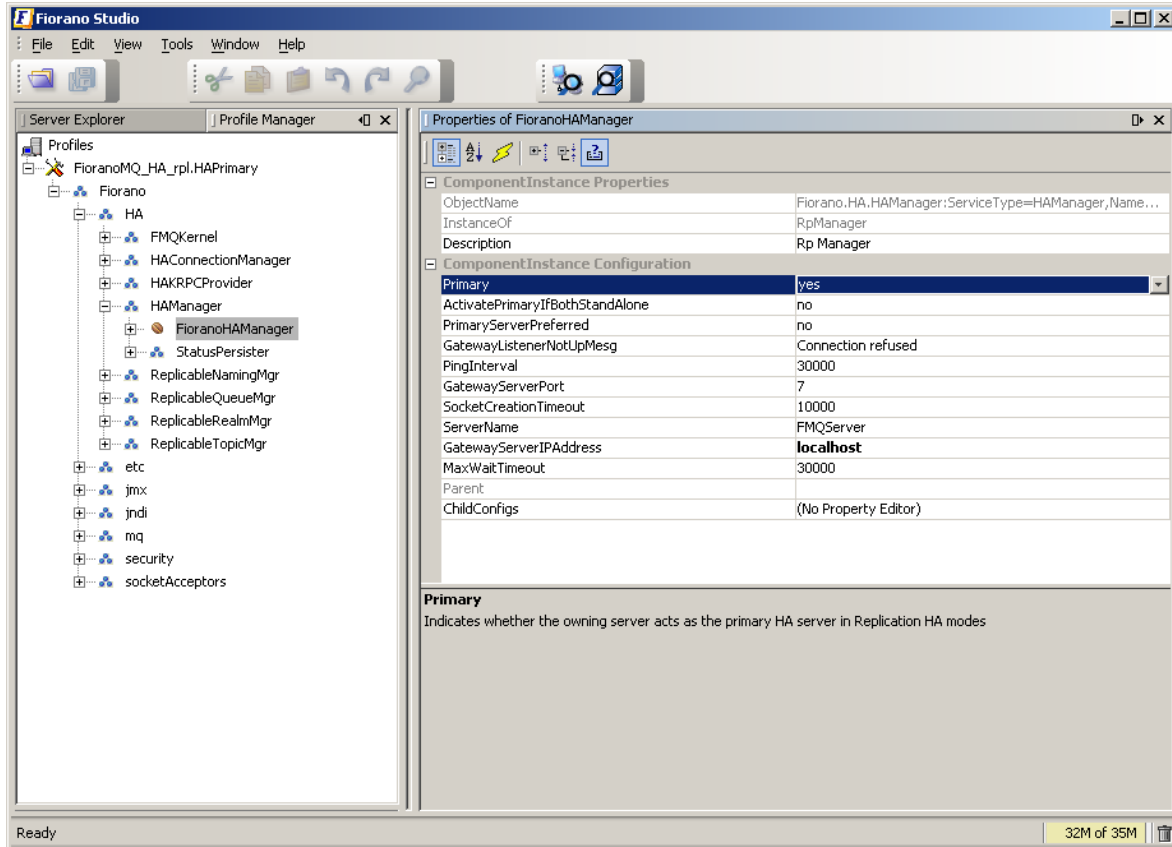 Fiorano Studio
File Edit View Tools Window Help
Server Explorer Profile Manager
Profiles
FioranoMQ_HA_rpl.HAPrimary
Fiorano
HA
FMQKernel
HAConnectionManager
HAKRPCProvider
HAManager
FioranoHAManager
StatusPersister
ReplicableNamingMgr
ReplicableQueueMgr
ReplicableRealmMgr
ReplicableTopicMgr
etc
jmx
jndi
mq
security
socketAcceptors
Properties of FioranoHAManager
ComponentInstance Properties
ObjectName Fiorano.HA.HAManager:ServiceType=HAManager,Name...
InstanceOf RpManager
Description Rp Manager
ComponentInstance Configuration
Primary yes
ActivatePrimaryIfBothStandAlone no
PrimaryServerPreferred no
GatewayListenerNotUpMesg Connection refused
PingInterval 30000
GatewayServerPort 7
SocketCreationTimeout 10000
ServerName FMQServer
GatewayServerIPAddress localhost
MaxWaitTimeout 30000
Parent
ChildConfigs (No Property Editor)
Primary
Indicates whether the owning server acts as the primary HA server in Replication HA modes
Ready 32M of 35M